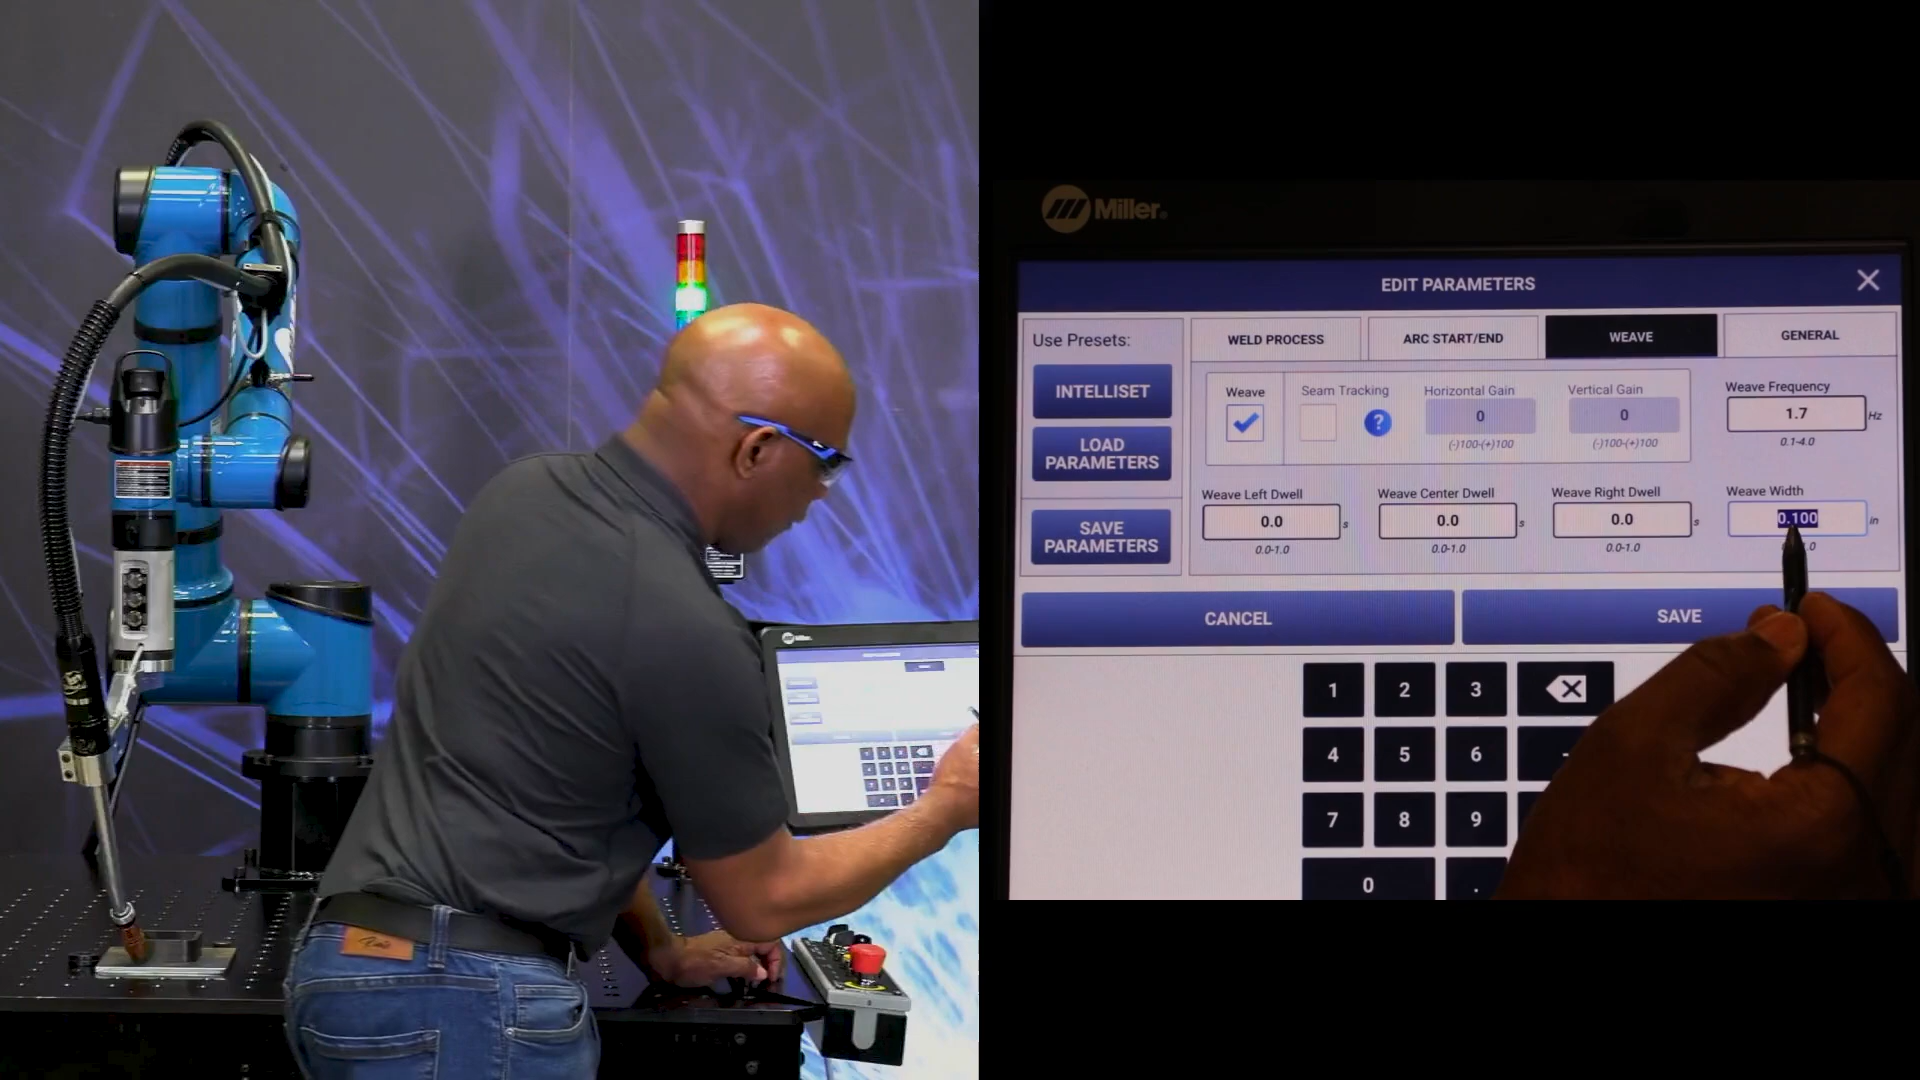 Miller
Miller
EDIT PARAMETERS
Use Presets:
INTELLISET
LOAD
PARAMETERS
SAVE
PARAMETERS
WELD PROCESS
ARC START/END
WEAVE
GENERAL
Weave
Seam Tracking
?
Horizontal Gain
0
(-)100-(+)100
Vertical Gain
0
(-)100-(+)100
Weave Frequency
1.7 Hz
0.1-4.0
Weave Left Dwell
0.0 s
0.0-1.0
Weave Center Dwell
0.0 s
0.0-1.0
Weave Right Dwell
0.0 s
0.0-1.0
Weave Width
0.100 in
CANCEL
SAVE
1 2 3
4 5 6 -
7 8 9
0 .